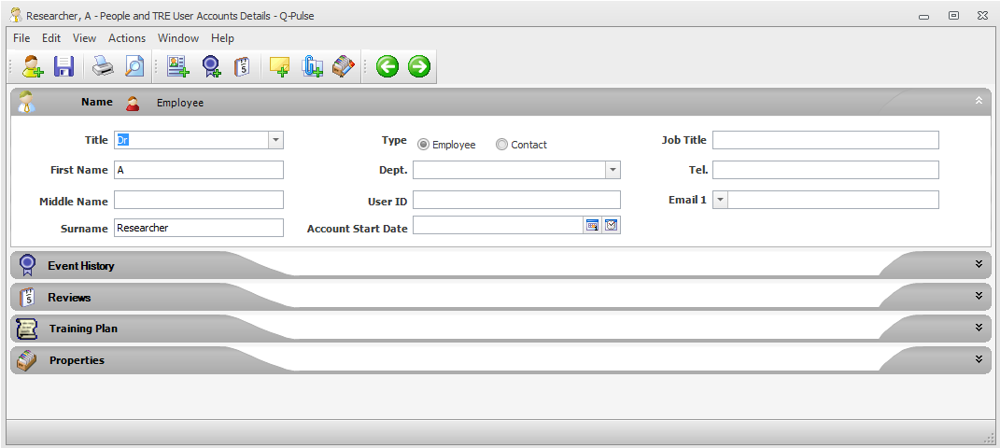 Researcher, A - People and TRE User Accounts Details - Q-Pulse
File Edit View Actions Window Help
Name Employee
Title Dr Type Employee Contact Job Title
First Name A Dept. Tel.
Middle Name User ID Email 1
Surname Researcher Account Start Date
Event History
Reviews
Training Plan
Properties